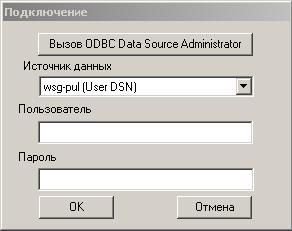 Подключение
Вызов ODBC Data Source Administrator
Источник данных
wsg-pul (User DSN)
Пользователь
Пароль
OK
Отмена